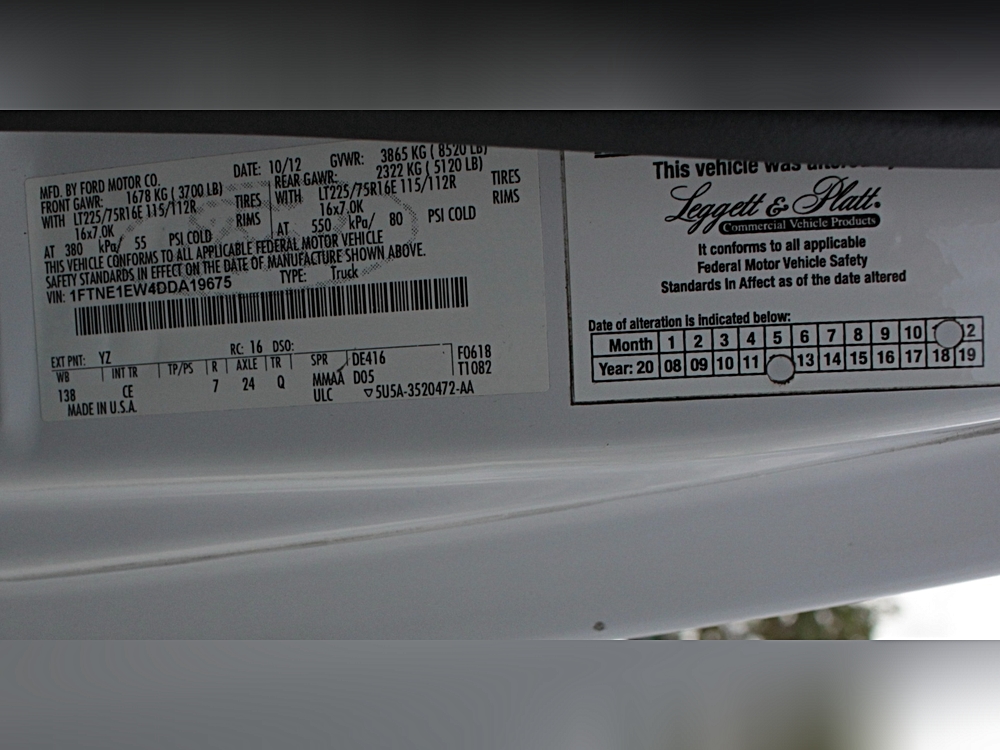 MFD. BY FORD MOTOR CO.
DATE: 10/12 GVWR: 3865 KG ( 8520 LB)
FRONT GAWR: 1678 KG ( 3700 LB) REAR GAWR: 2322 KG ( 5120 LB)
WITH LT225/75R16E 115/112R TIRES WITH LT225/75R16E 115/112R TIRES
16x7.0K RIMS 16x7.0K RIMS
AT 380 kPa/ 55 PSI COLD AT 550 kPa/ 80 PSI COLD
THIS VEHICLE CONFORMS TO ALL APPLICABLE FEDERAL MOTOR VEHICLE
SAFETY STANDARDS IN EFFECT ON THE DATE OF MANUFACTURE SHOWN ABOVE.
VIN: 1FTNE1EW4DDA19675 TYPE: Truck
EXT PNT: YZ RC: 16 DSO:
WB INT TR TP/PS R AXLE TR SPR DE416 F0618
138 CE 7 24 Q MMAA D05 T1082
MADE IN U.S.A. ULC ▽5U5A-3520472-AA
This vehicle was
Leggett & Platt.
Commercial Vehicle Products
It conforms to all applicable
Federal Motor Vehicle Safety
Standards In Affect as of the date altered
Date of alteration is indicated below:
Month 1 2 3 4 5 6 7 8 9 10 2
Year: 20 08 09 10 11 13 14 15 16 17 18 19